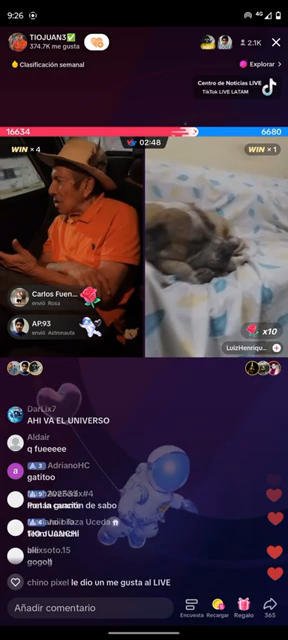 9:26
4G
TIOJUAN3✅
374.7K me gusta
2.1K
Clasificación semanal
Explorar >
Centro de Noticias LIVE
TikTok LIVE LATAM
16634
6680
WIN × 4
02:48
WIN × 1
Carlos Fuen...
envió Rosa
AP.93
envió Astronauta
x10
LuizHenriqu...
DarLix7
AHI VA EL UNIVERSO
Aldair
q fueeeee
a
3 AdrianoHC
gatitoo
chino pixel le dio un me gusta al LIVE
Añadir comentario
Encuesta
Recargar
Regalo
365